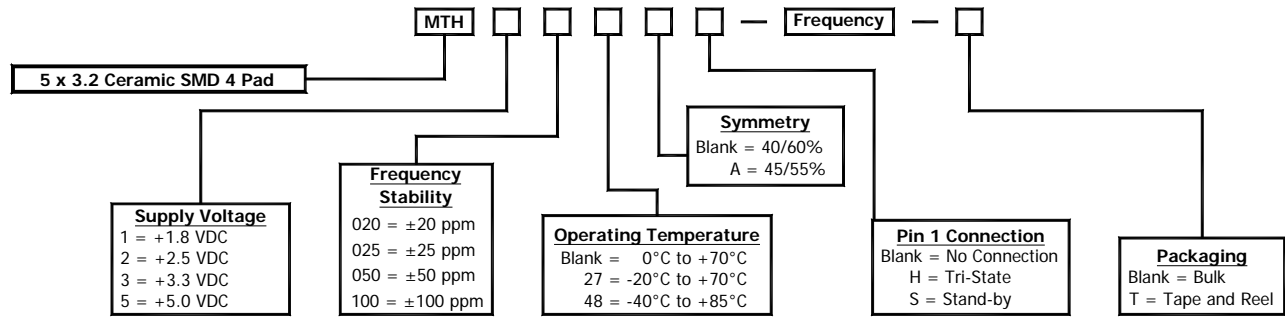 MTH
Frequency
5 x 3.2 Ceramic SMD 4 Pad
Supply Voltage
1 = +1.8 VDC
2 = +2.5 VDC
3 = +3.3 VDC
5 = +5.0 VDC
Frequency
Stability
020 = ±20 ppm
025 = ±25 ppm
050 = ±50 ppm
100 = ±100 ppm
Operating Temperature
Blank = 0°C to +70°C
27 = -20°C to +70°C
48 = -40°C to +85°C
Symmetry
Blank = 40/60%
A = 45/55%
Pin 1 Connection
Blank = No Connection
H = Tri-State
S = Stand-by
Packaging
Blank = Bulk
T = Tape and Reel